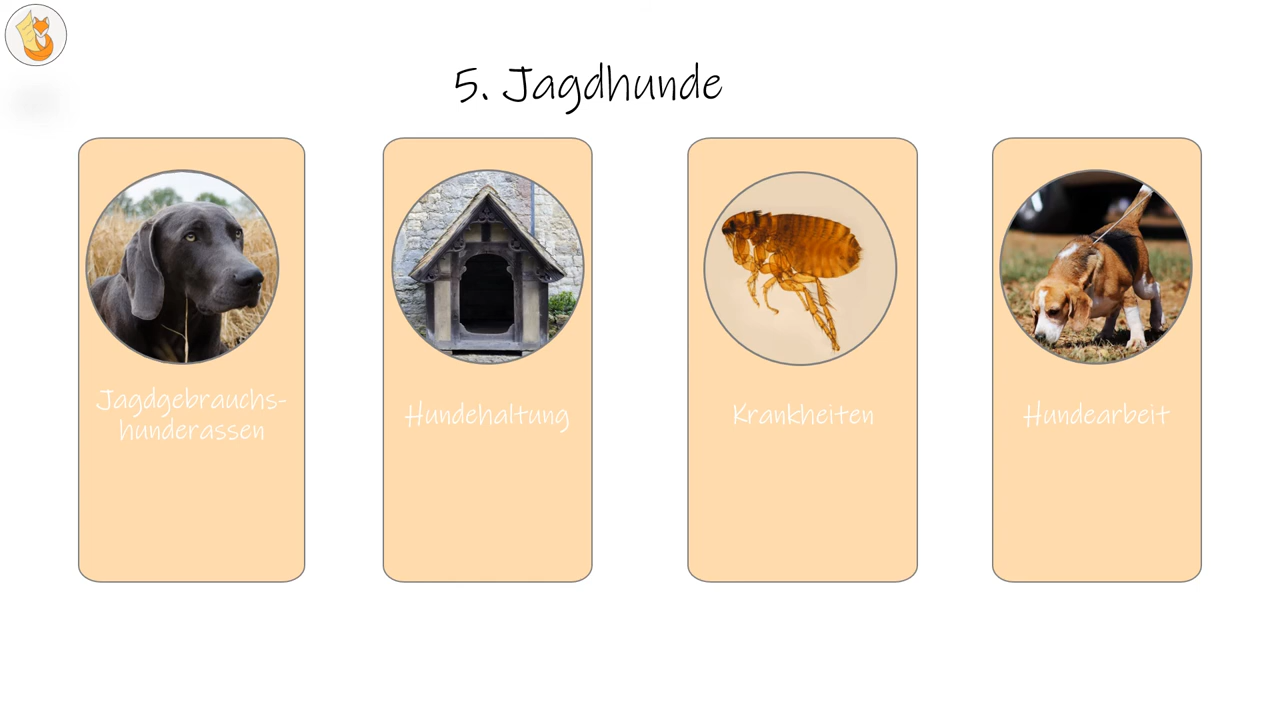 5. Jagdhunde
Jagdgebrauchs-
hunderassen
Hundehaltung
Krankheiten
Hundearbeit